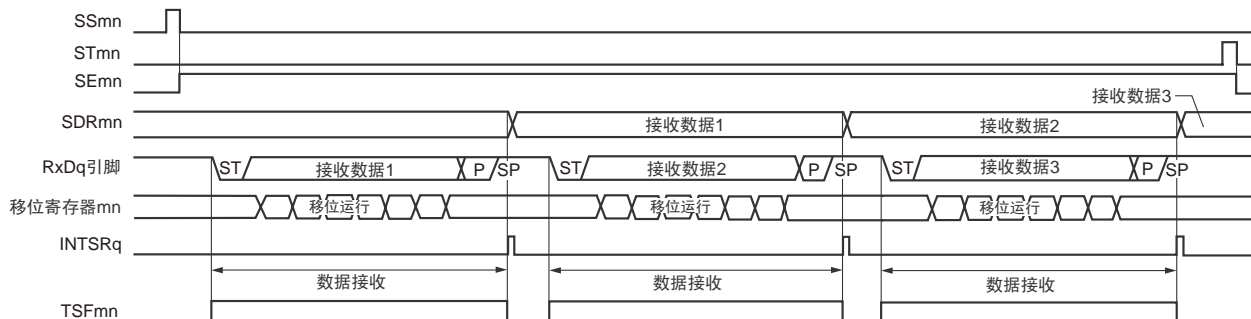 SSmn
STmn
SEmn
接收数据3
SDRmn 接收数据1 接收数据2
RxDq引脚 ST 接收数据1 P SP ST 接收数据2 P SP ST 接收数据3 P SP
移位寄存器mn 移位运行 移位运行 移位运行
INTSRq
数据接收 数据接收 数据接收
TSFmn